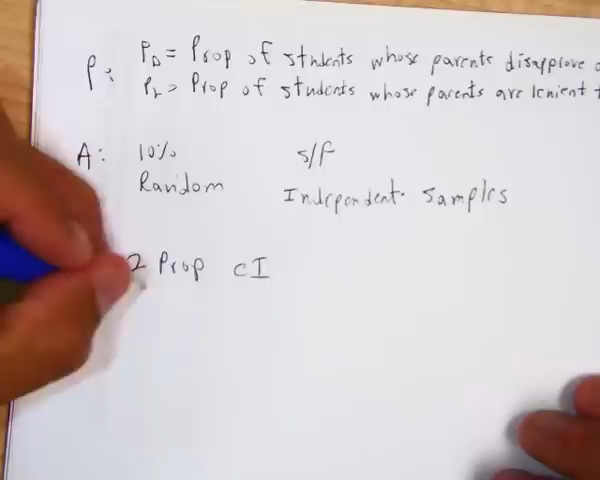 P: P_D = Prop of students whose parents disapprove
P_L = Prop of students whose parents are lenient
A: 10% S/F
Random Independent samples
2 Prop CI